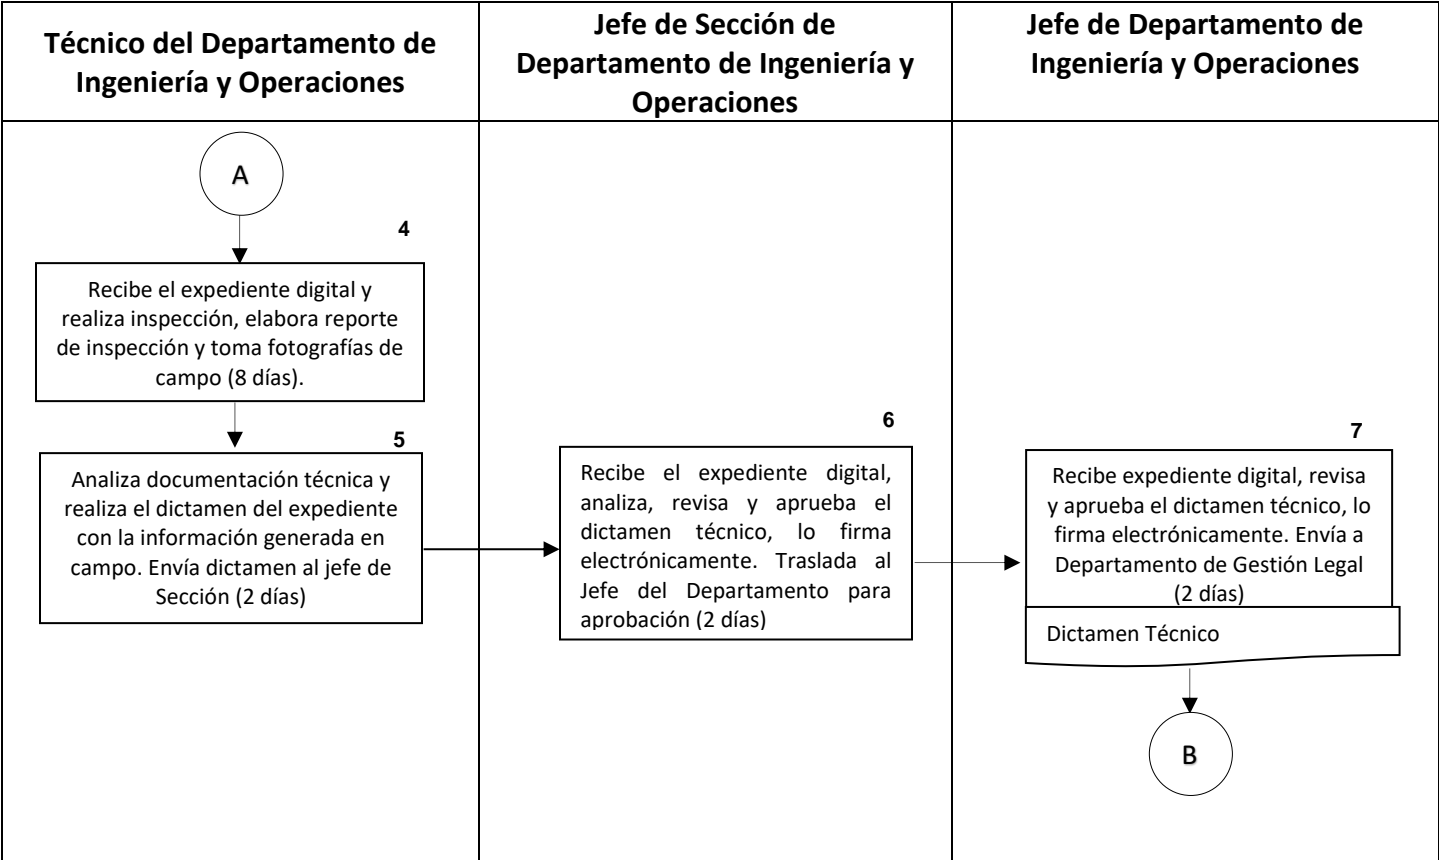 Técnico del Departamento de
Ingeniería y Operaciones
Jefe de Sección de
Departamento de Ingeniería y
Operaciones
Jefe de Departamento de
Ingeniería y Operaciones
A
4
Recibe el expediente digital y
realiza inspección, elabora reporte
de inspección y toma fotografías de
campo (8 días).
5
Analiza documentación técnica y
realiza el dictamen del expediente
con la información generada en
campo. Envía dictamen al jefe de
Sección (2 días)
6
Recibe el expediente digital,
analiza, revisa y aprueba el
dictamen técnico, lo firma
electrónicamente. Traslada al
Jefe del Departamento para
aprobación (2 días)
7
Recibe expediente digital, revisa
y aprueba el dictamen técnico, lo
firma electrónicamente. Envía a
Departamento de Gestión Legal
(2 días)
Dictamen Técnico
B